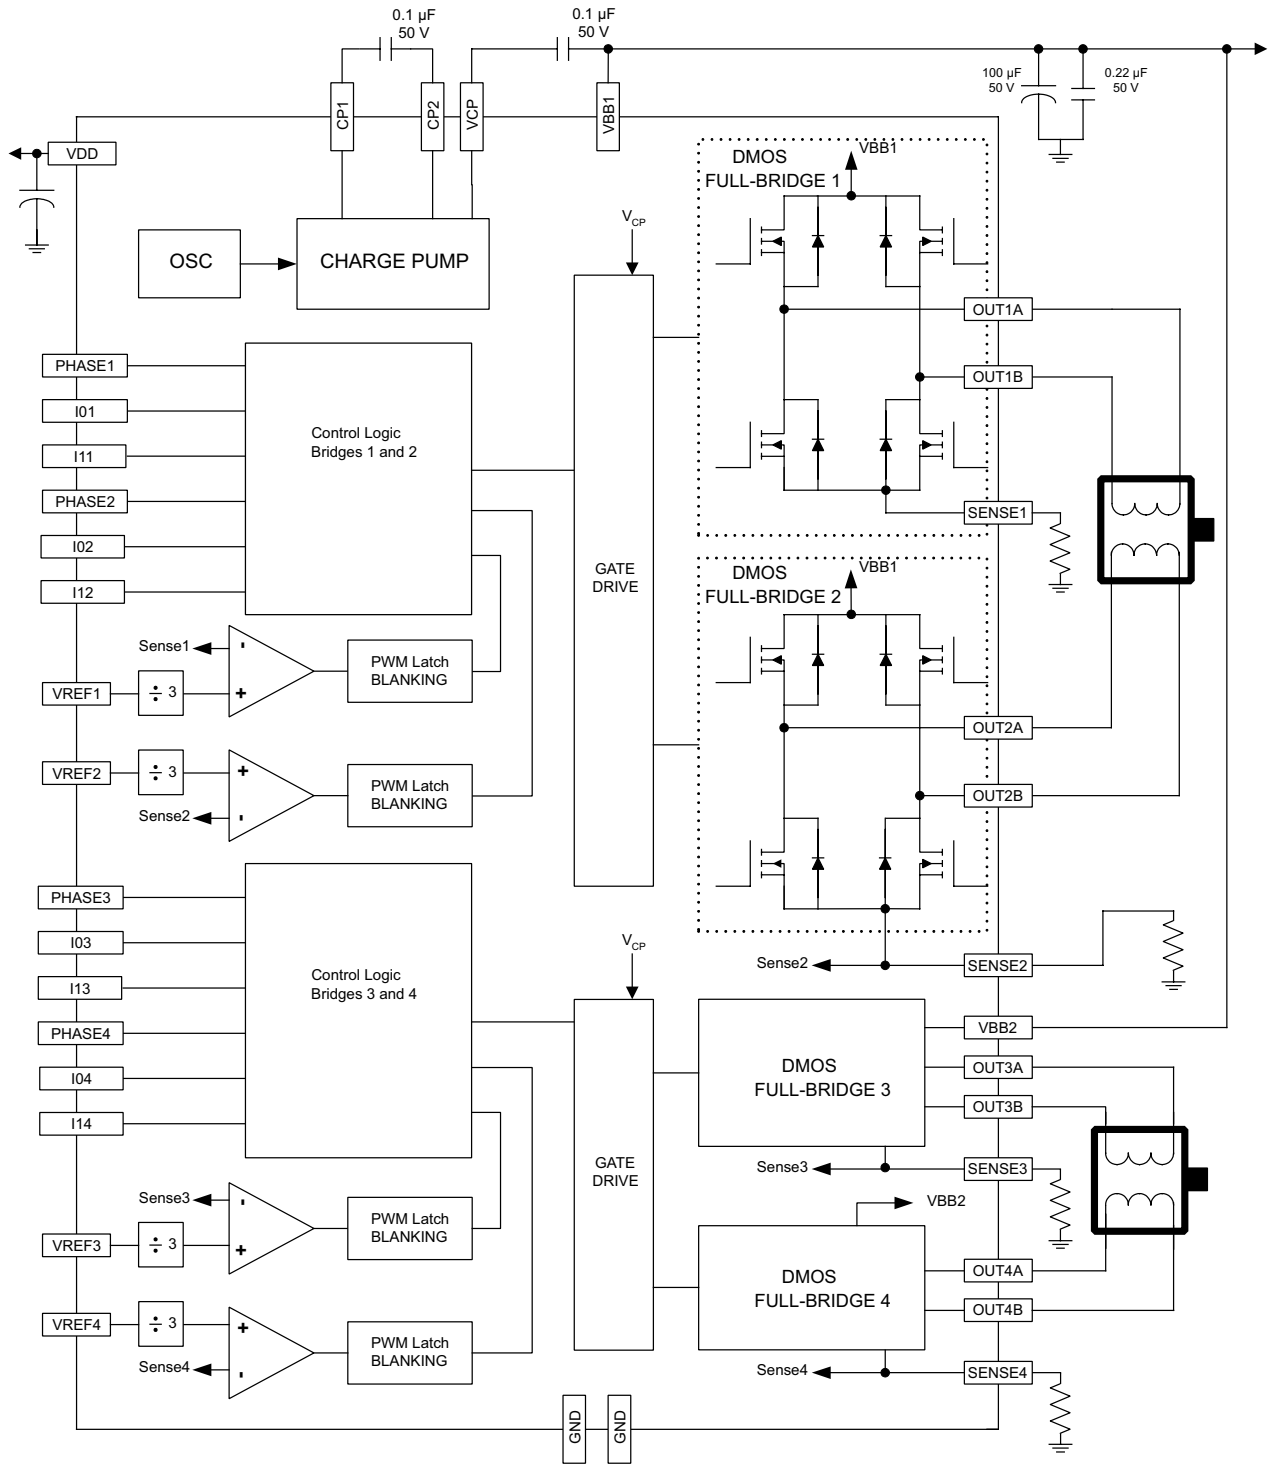 0.1 µF
50 V
0.1 µF
50 V
100 µF
50 V
0.22 µF
50 V
CP1
CP2
VCP
VBB1
VDD
DMOS
FULL-BRIDGE 1
VBB1
VCP
OSC
CHARGE PUMP
OUT1A
PHASE1
OUT1B
I01
Control Logic
Bridges 1 and 2
I11
PHASE2
SENSE1
I02
I12
GATE
DRIVE
DMOS
FULL-BRIDGE 2
VBB1
Sense1
-
PWM Latch
BLANKING
VREF1
÷ 3
+
OUT2A
VREF2
÷ 3
+
PWM Latch
BLANKING
OUT2B
Sense2
-
PHASE3
I03
VCP
Sense2
SENSE2
Control Logic
Bridges 3 and 4
I13
PHASE4
VBB2
I04
DMOS
FULL-BRIDGE 3
OUT3A
OUT3B
I14
GATE
DRIVE
Sense3
SENSE3
Sense3
-
PWM Latch
BLANKING
VBB2
VREF3
÷ 3
+
DMOS
FULL-BRIDGE 4
OUT4A
OUT4B
VREF4
÷ 3
+
PWM Latch
BLANKING
Sense4
-
Sense4
SENSE4
GND
GND